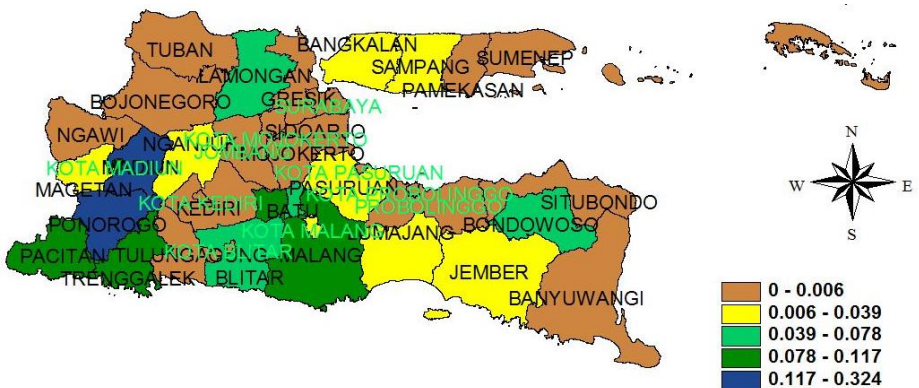 TUBAN
BANGKALAN
LAMONGAN
SAMPANG
SUMENEP
PAMEKASAN
BOJONEGORO
GRESIK
SURABAYA
NGAWI
NGANJUK
SIDOARJO
KOTA MOJOKERTO
JOMBANG
MOJOKERTO
KOTA MADIUN
KOTA PASURUAN
MAGETAN
PASURUAN
KOTA PROBOLINGGO
KOTA KEDIRI
KEDIRI
BATU
PROBOLINGGO
SITUBONDO
PONOROGO
BONDOWOSO
KOTA MALANG
LUMAJANG
KOTA BLITAR
PACITAN
TULUNGAGUNG
MALANG
TRENGGALEK
BLITAR
JEMBER
BANYUWANGI
N
W
E
S
0 - 0.006
0.006 - 0.039
0.039 - 0.078
0.078 - 0.117
0.117 - 0.324